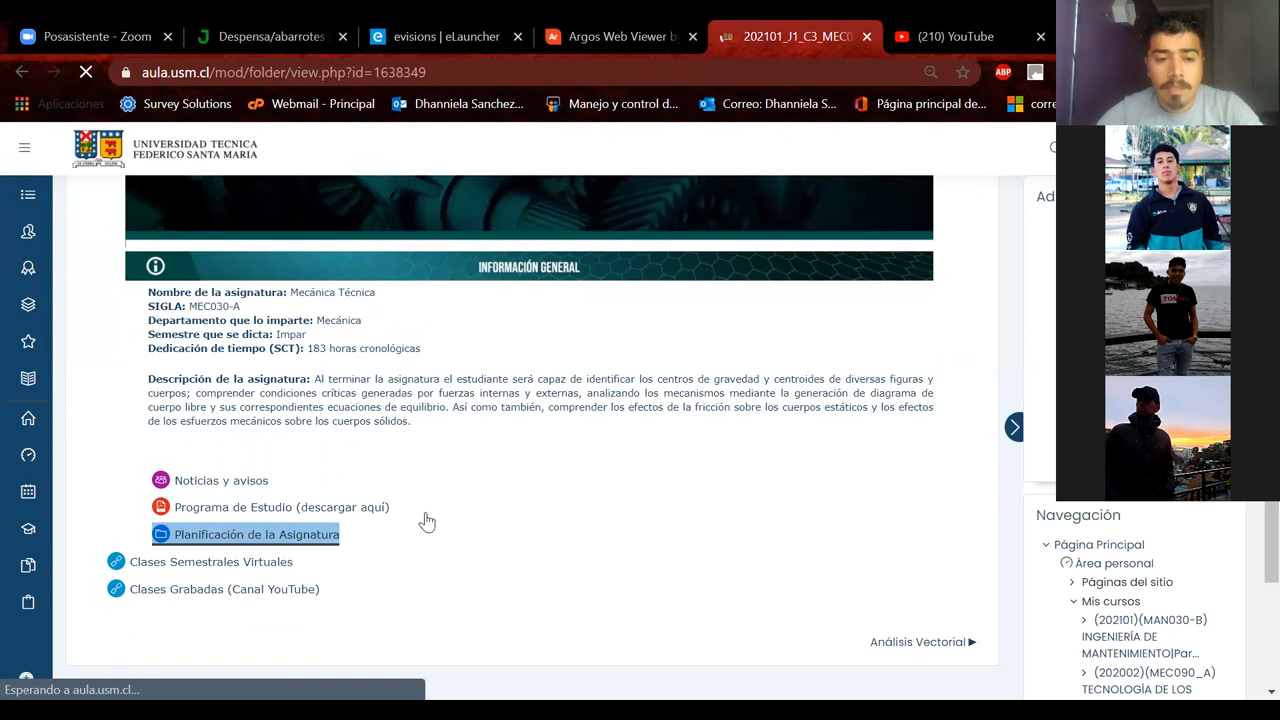 Posasistente - Zoom
Despensa/abarrotes
evisions | eLauncher
Argos Web Viewer by
202101_J1_C3_MEC0
(210) YouTube
aula.usm.cl/mod/folder/view.php?id=1638349
ABP
Aplicaciones
Survey Solutions
Webmail - Principal
Dhanniela Sanchez...
Manejo y control d...
Correo: Dhanniela S...
Página principal de...
corre
UNIVERSIDAD TECNICA
FEDERICO SANTA MARIA
Ad
INFORMACIÓN GENERAL
Nombre de la asignatura: Mecánica Técnica
SIGLA: MEC030-A
Departamento que lo imparte: Mecánica
Semestre que se dicta: Impar
Dedicación de tiempo (SCT): 183 horas cronológicas
Descripción de la asignatura: Al terminar la asignatura el estudiante será capaz de identificar los centros de gravedad y centroides de diversas figuras y
cuerpos; comprender condiciones críticas generadas por fuerzas internas y externas, analizando los mecanismos mediante la generación de diagrama de
cuerpo libre y sus correspondientes ecuaciones de equilibrio. Así como también, comprender los efectos de la fricción sobre los cuerpos estáticos y los efectos
de los esfuerzos mecánicos sobre los cuerpos sólidos.
Noticias y avisos
Programa de Estudio (descargar aquí)
Planificación de la Asignatura
Clases Semestrales Virtuales
Clases Grabadas (Canal YouTube)
Análisis Vectorial
Navegación
Página Principal
Área personal
Páginas del sitio
Mis cursos
(202101)(MAN030-B)
INGENIERÍA DE
MANTENIMIENTO|Par...
(202002)(MEC090_A)
TECNOLOGÍA DE LOS
Esperando a aula.usm.cl...